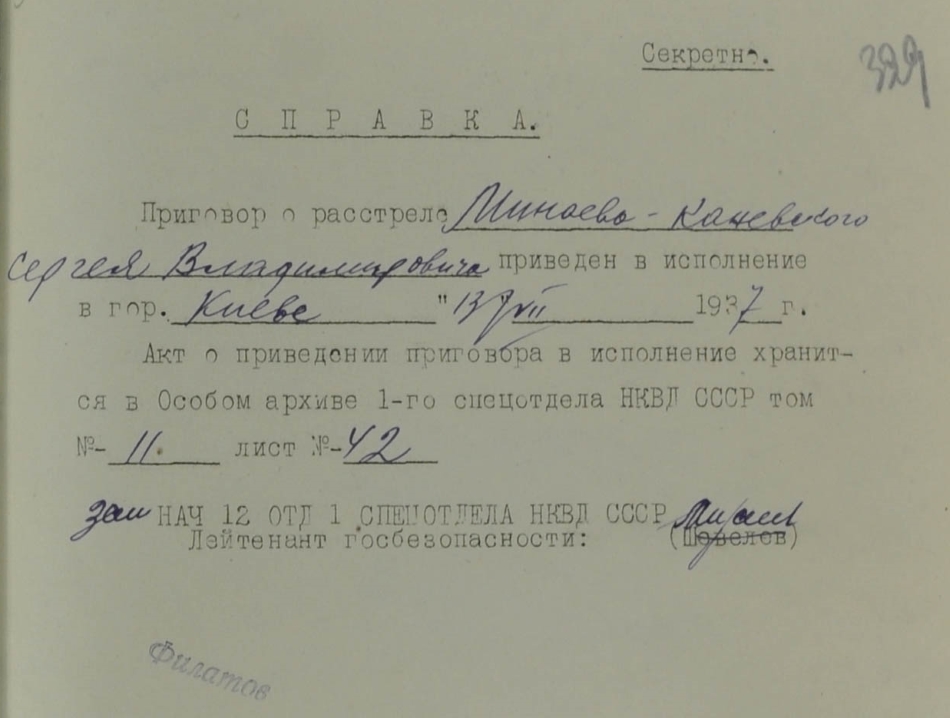 Секретно.
329
С П Р А В К А.
Приговор о расстреле Минаева-Каневского
Сергея Владимировича приведен в исполнение
в гор. Киеве "13/VII 1937 г.
Акт о приведении приговора в исполнение хранит-
ся в Особом архиве 1-го спецотдела НКВД СССР том
№- 11. лист №- 42
Зам НАЧ 12 ОТД 1 СПЕЦОТДЕЛА НКВД СССР
Лейтенант госбезопасности: (Шевелев)
Филатов